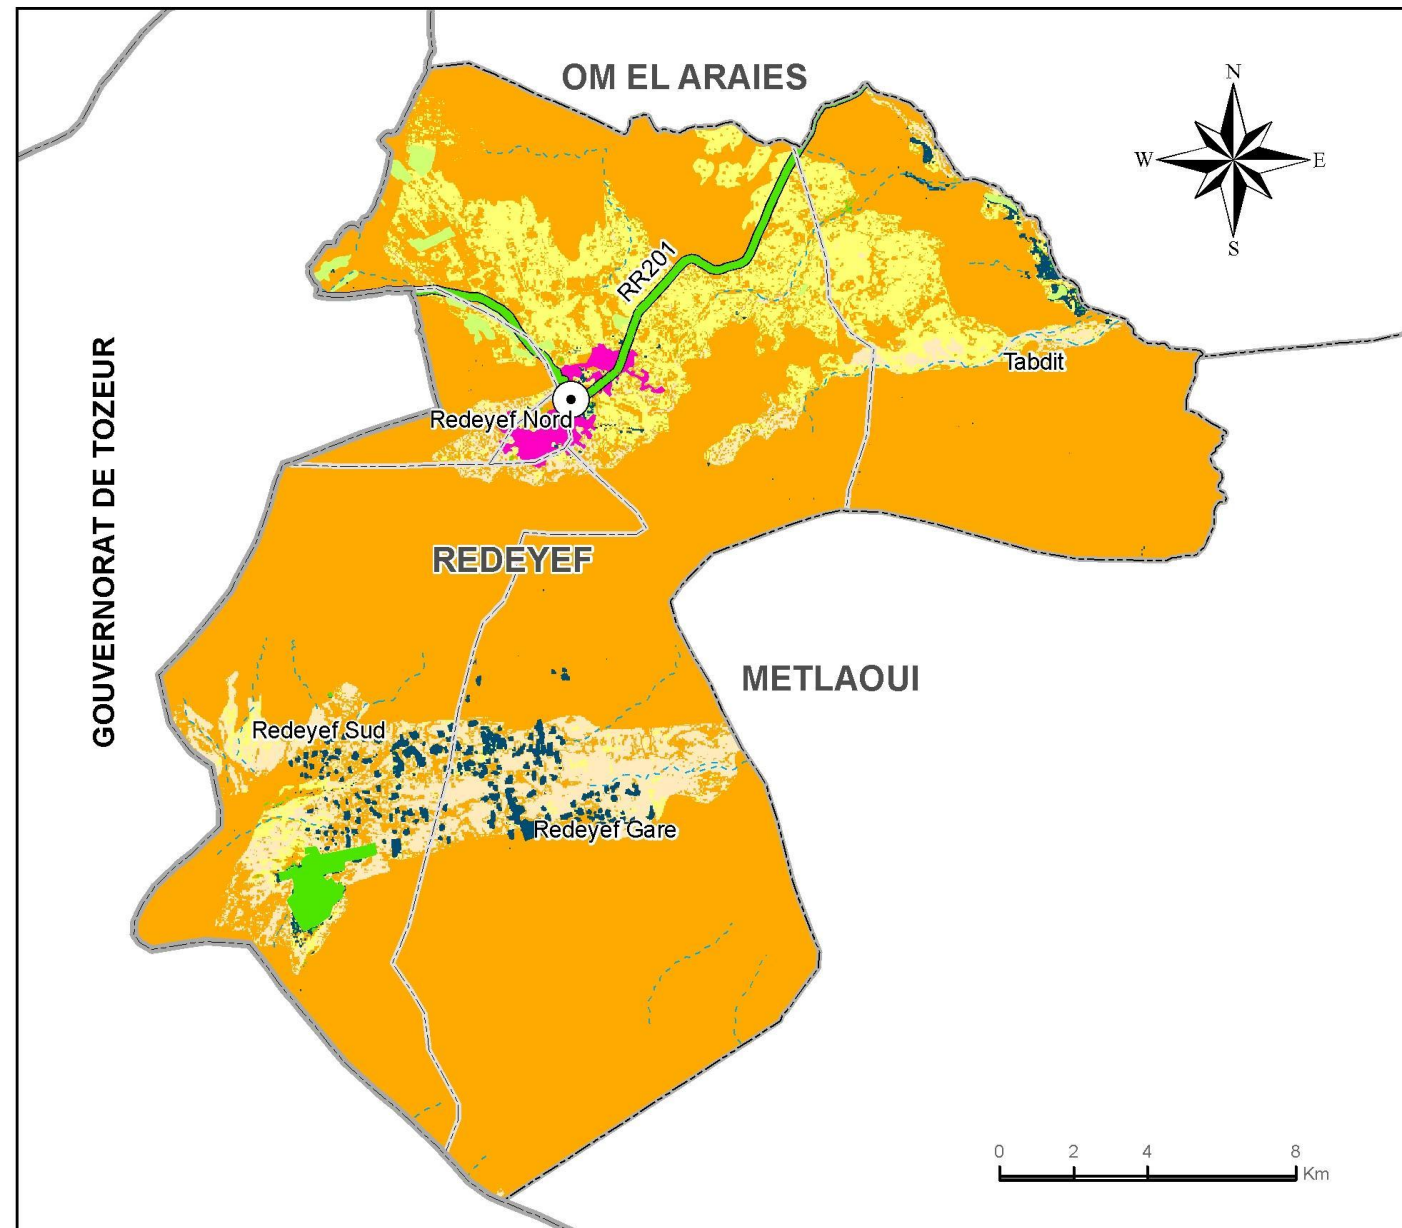 OM EL ARAIES
N
W
E
S
RR201
Tabdit
Redeyef Nord
GOUVERNORAT DE TOZEUR
REDEYEF
METLAOUI
Redeyef Sud
Redeyef Gare
0 2 4 8
Km